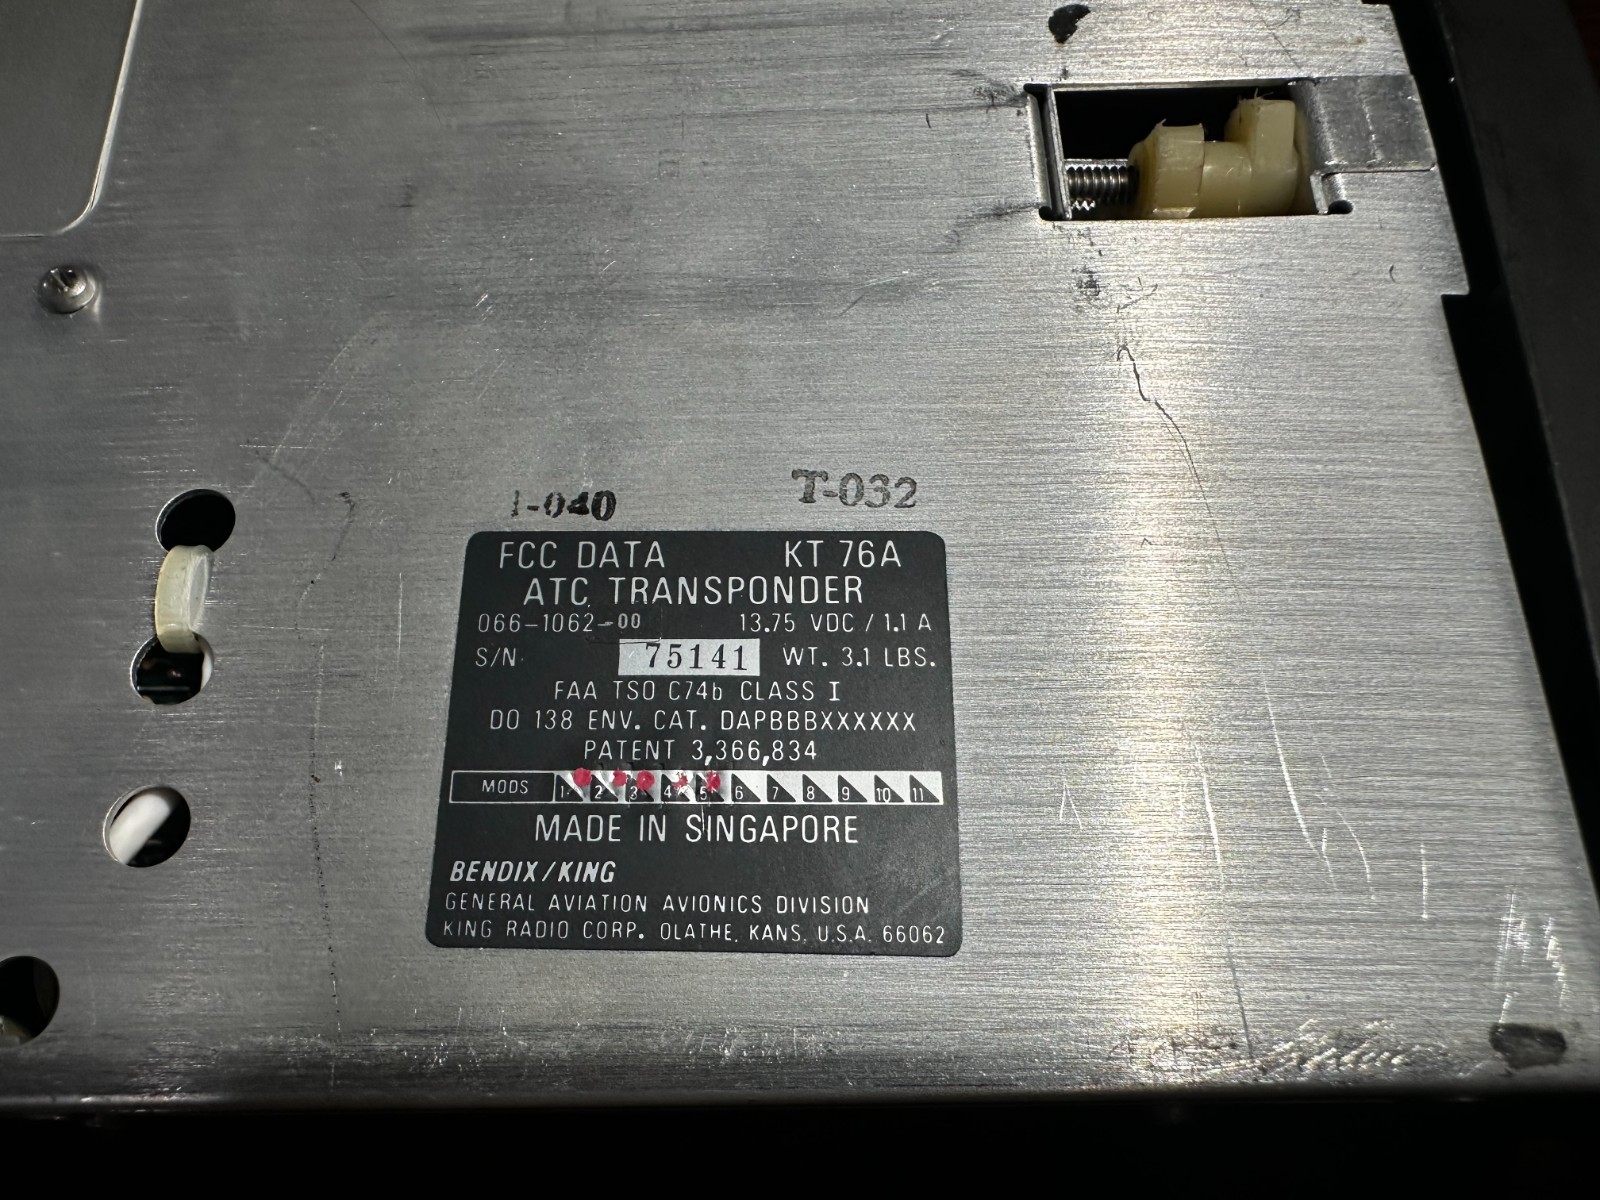 1-040 T-032
FCC DATA KT 76A
ATC TRANSPONDER
066-1062-00 13.75 VDC / 1.1 A
S/N 75141 WT. 3.1 LBS.
FAA TSO C74b CLASS I
DO 138 ENV. CAT. DAPBBBXXXXXX
PATENT 3,366,834
MODS 1 2 3 4 5 6 7 8 9 10 11
MADE IN SINGAPORE
BENDIX/KING
GENERAL AVIATION AVIONICS DIVISION
KING RADIO CORP. OLATHE, KANS. U.S.A. 66062